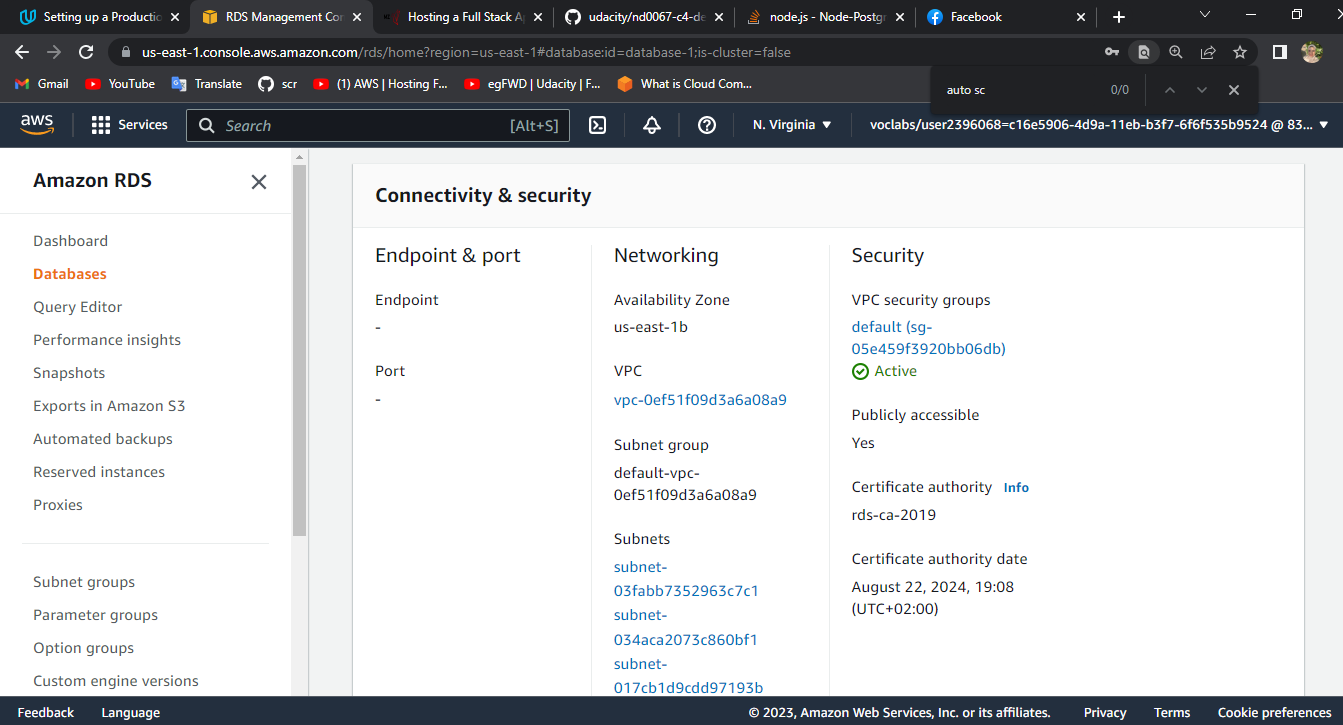 Setting up a Productio
RDS Management Con
Hosting a Full Stack A
udacity/nd0067-c4-de
node.js - Node-Postgr
Facebook
us-east-1.console.aws.amazon.com/rds/home?region=us-east-1#database:id=database-1;is-cluster=false
Gmail
YouTube
Translate
scr
(1) AWS | Hosting F...
egFWD | Udacity | F...
What is Cloud Com...
auto sc
0/0
aws
Services
Search
[Alt+S]
N. Virginia
voclabs/user2396068=c16e5906-4d9a-11eb-b3f7-6f6f535b9524 @ 83...
Amazon RDS
Dashboard
Databases
Query Editor
Performance insights
Snapshots
Exports in Amazon S3
Automated backups
Reserved instances
Proxies
Subnet groups
Parameter groups
Option groups
Custom engine versions
Connectivity & security
Endpoint & port
Endpoint
-
Port
-
Networking
Availability Zone
us-east-1b
VPC
vpc-0ef51f09d3a6a08a9
Subnet group
default-vpc-
0ef51f09d3a6a08a9
Subnets
subnet-
03fabb7352963c7c1
subnet-
034aca2073c860bf1
subnet-
017cb1d9cdd97193b
Security
VPC security groups
default (sg-
05e459f3920bb06db)
Active
Publicly accessible
Yes
Certificate authority Info
rds-ca-2019
Certificate authority date
August 22, 2024, 19:08
(UTC+02:00)
Feedback
Language
© 2023, Amazon Web Services, Inc. or its affiliates.
Privacy
Terms
Cookie preferences